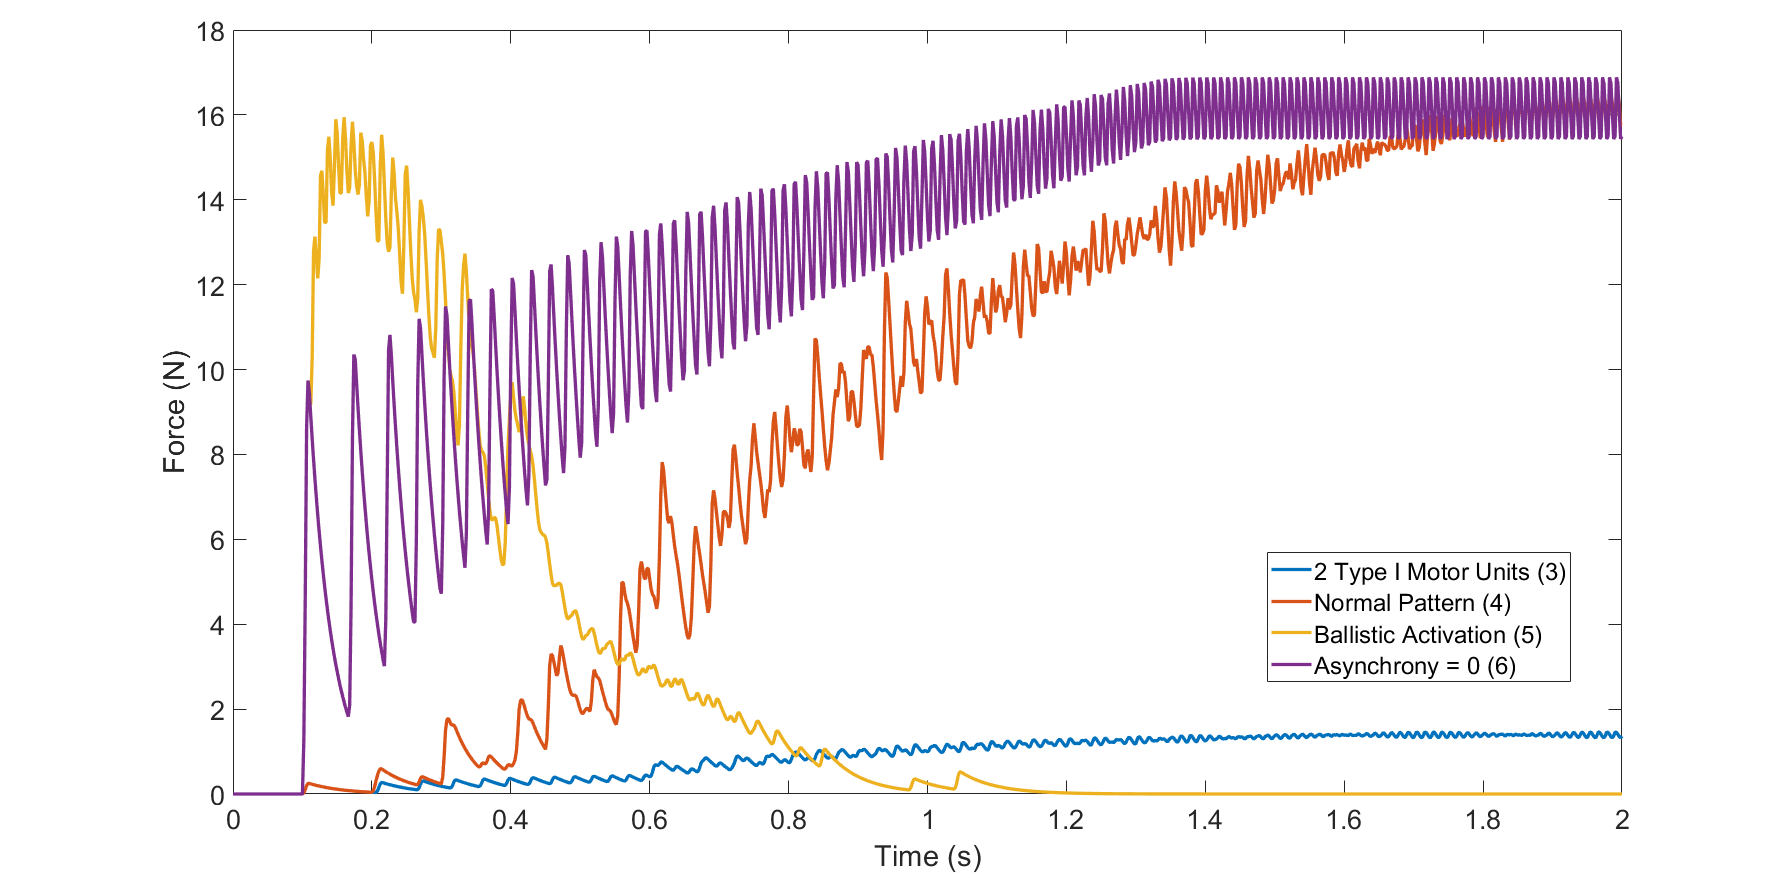 18
16
14
12
10
8
6
4
2
0
Force (N)
2 Type I Motor Units (3)
Normal Pattern (4)
Ballistic Activation (5)
Asynchrony = 0 (6)
0 0.2 0.4 0.6 0.8 1 1.2 1.4 1.6 1.8 2
Time (s)